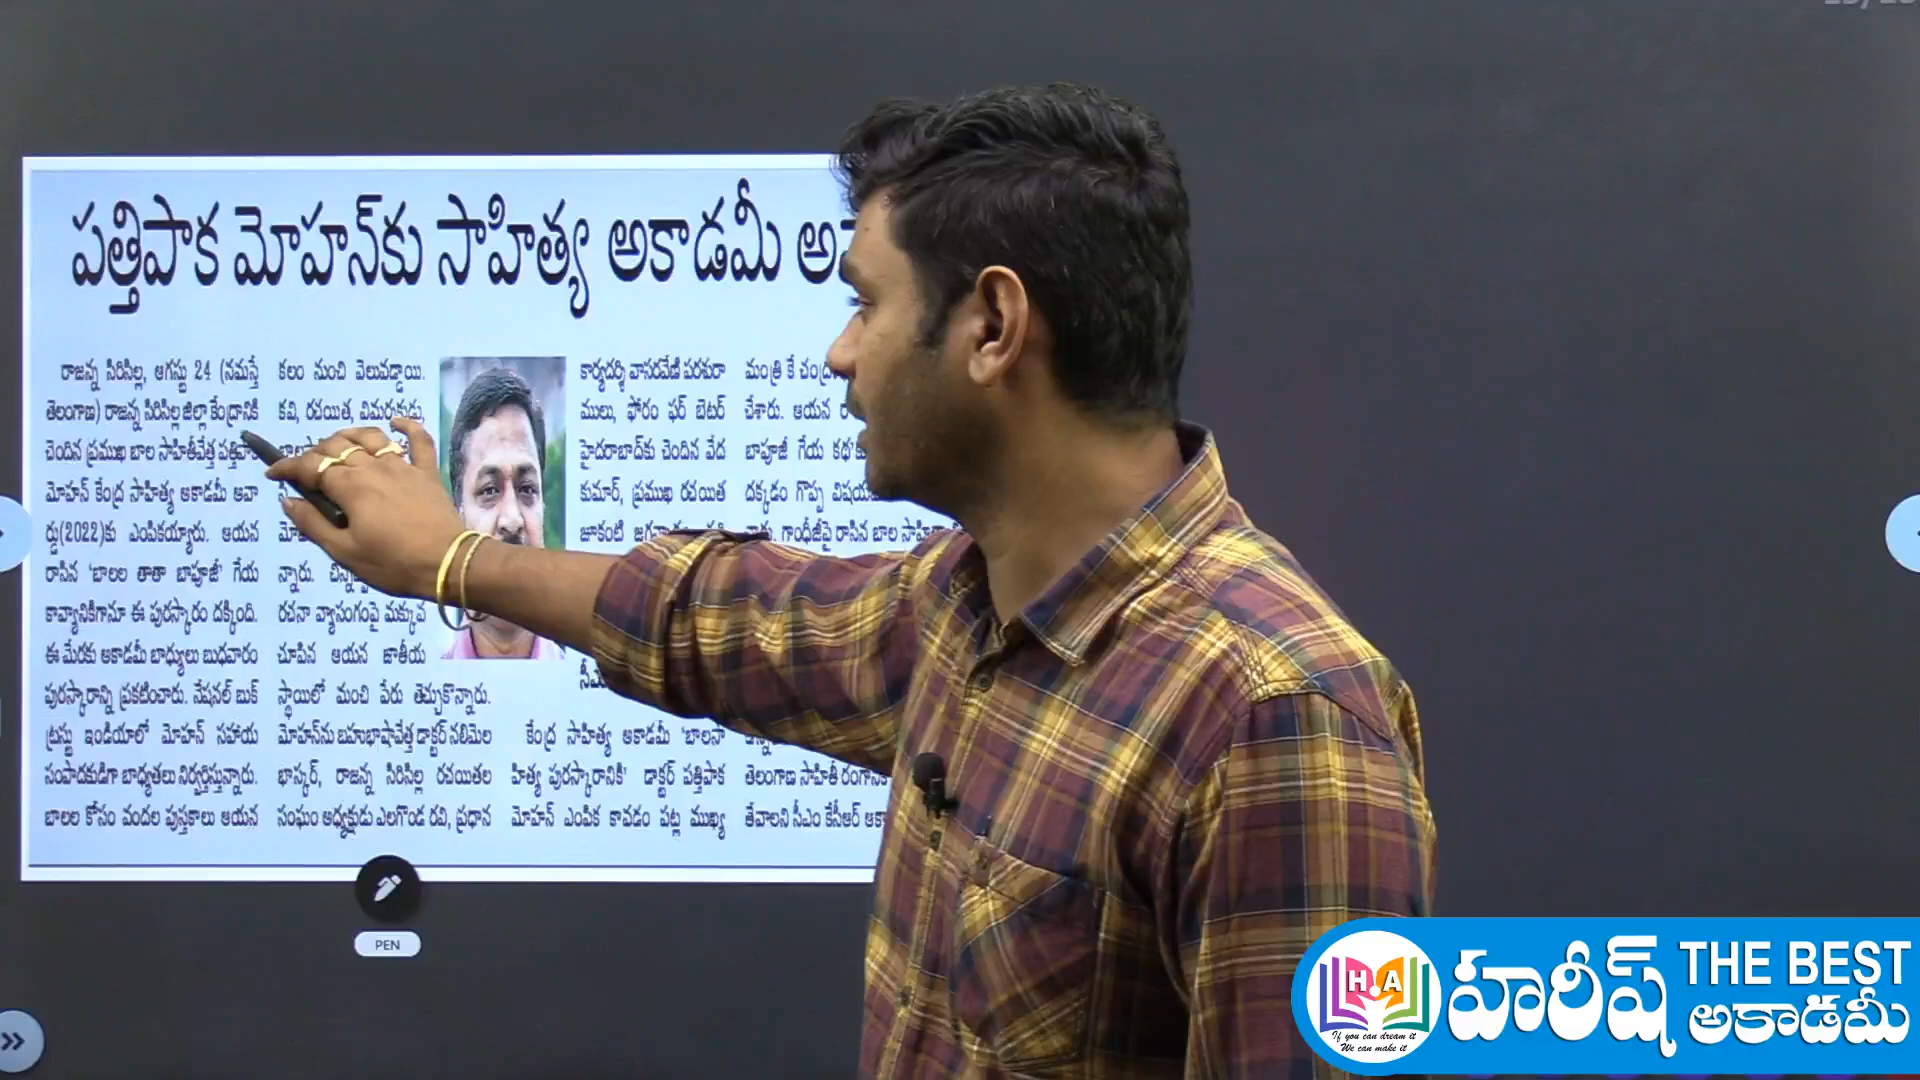 పత్తిపాక మోహన్‌కు సాహిత్య అకాడమీ
రాజన్న సిరిసిల్ల, ఆగస్టు 24 (నమస్తే
తెలంగాణ) రాజన్న సిరిసిల్ల జిల్లా కేంద్రానికి
చెందిన ప్రముఖ బాల సాహితీవేత్త పత్తిపాక
మోహన్ కేంద్ర సాహిత్య అకాడమీ అవా
ర్డు(2022)కు ఎంపికయ్యారు. ఆయన
రాసిన ‘బాలల తాతా బాపూజీ’ గేయ
కావ్యానికిగానూ ఈ పురస్కారం దక్కింది.
ఈ మేరకు అకాడమీ బాధ్యులు బుధవారం
పురస్కారాన్ని ప్రకటించారు. నేషనల్ బుక్
ట్రస్టు ఇండియాలో మోహన్ సహాయ
సంపాదకుడిగా బాధ్యతలు నిర్వర్తిస్తున్నారు.
బాలల కోసం వందల పుస్తకాలు ఆయన
కలం నుంచి వెలువడ్డాయి.
కవి, రచయిత, విమర్శకుడు,
న్నారు.
రచనా వ్యాసంగంపై మక్కువ
చూపిన ఆయన జాతీయ
స్థాయిలో మంచి పేరు తెచ్చుకొన్నారు.
మోహన్‌ను బహుభాషావేత్త డాక్టర్ నలిమెల
భాస్కర్, రాజన్న సిరిసిల్ల రచయితల
సంఘం అధ్యక్షుడు ఎలగొండ రవి, ప్రధాన
కార్యదర్శి వాసరవేణి పరశురా
ములు, ఫోరం ఫర్ బెటర్
హైదరాబాద్‌కు చెందిన వేద
కుమార్, ప్రముఖ రచయిత
జూకంటి
కేంద్ర సాహిత్య అకాడమీ ‘బాలసా
హిత్య పురస్కారానికి’ డాక్టర్ పత్తిపాక
మోహన్ ఎంపిక కావడం పట్ల ముఖ్య
మంత్రి కే
చేశారు. ఆయన
బాపూజీ గేయ
దక్కడం గొప్ప
గాంధీజీపై రాసిన బాల
తెలంగాణ సాహితీ
తేవాలని సీఎం కేసీఆర్
PEN
H.A
If you can dream it
We can make it
హరీష్
THE BEST
అకాడమీ